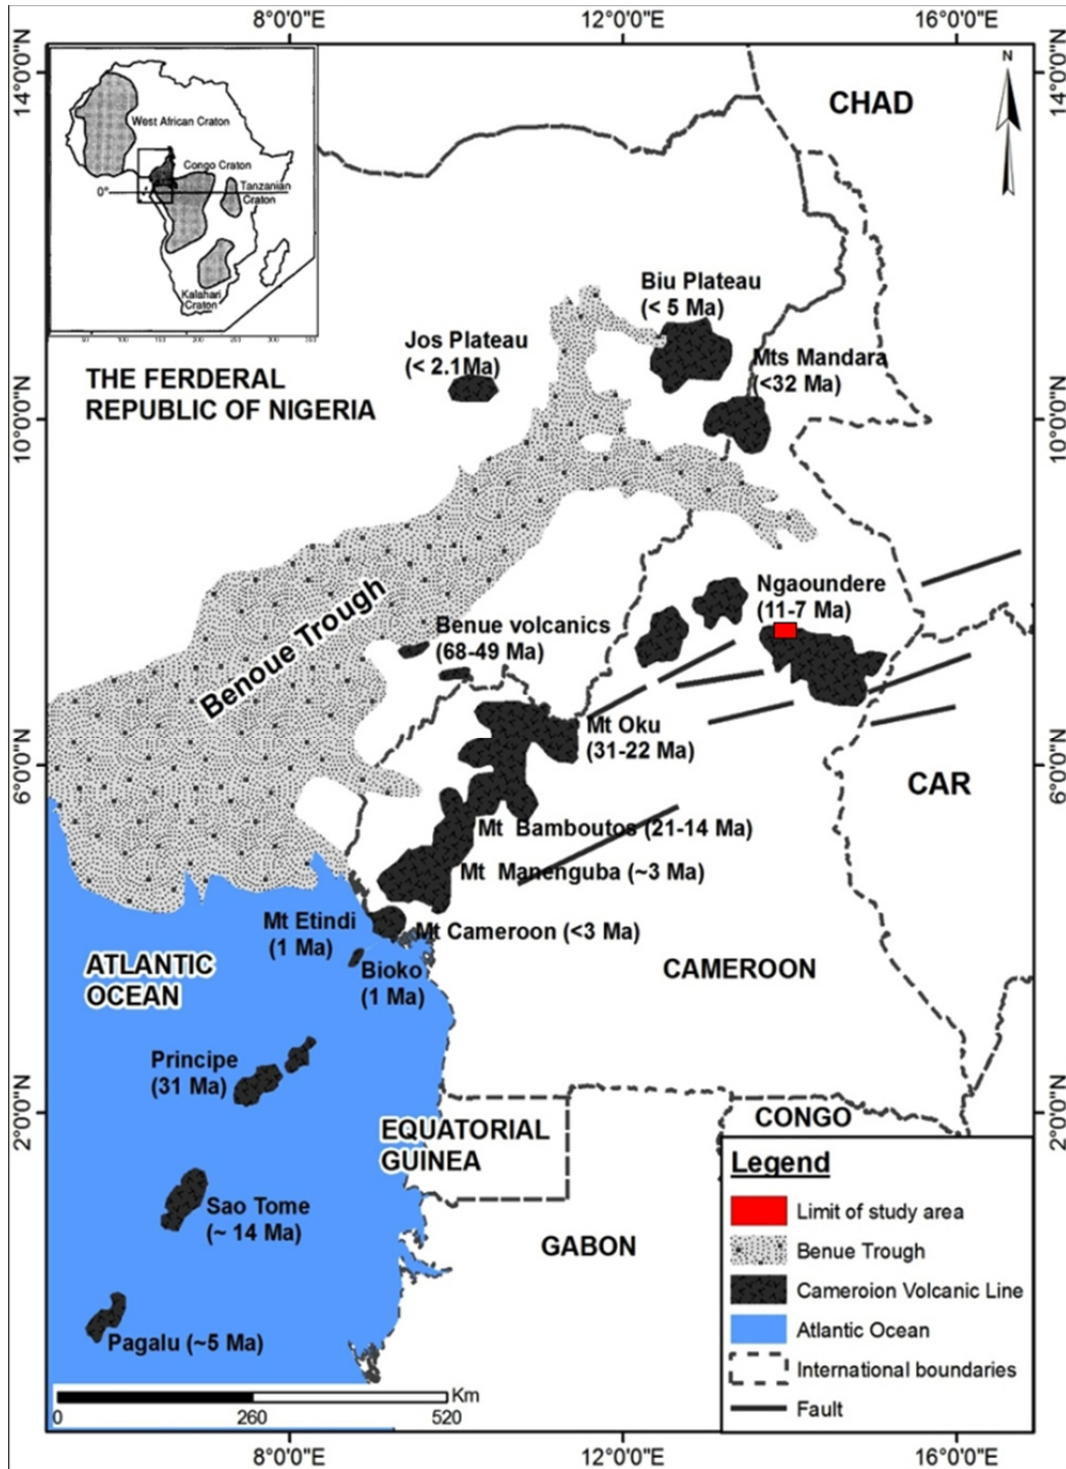 8°0'0"E
12°0'0"E
16°0'0"E
14°0'0"N
14°0'0"N
N
CHAD
West African Craton
Congo Craton
0°
Tanzanian
Craton
Kalahari
Craton
Biu Plateau
(< 5 Ma)
Jos Plateau
(< 2.1Ma)
Mts Mandara
(<32 Ma)
THE FERDERAL
REPUBLIC OF NIGERIA
10°0'0"N
10°0'0"N
Benoue Trough
Ngaoundere
(11-7 Ma)
Benue volcanics
(68-49 Ma)
Mt Oku
(31-22 Ma)
6°0'0"N
6°0'0"N
CAR
Mt Bamboutos (21-14 Ma)
Mt Manenguba (~3 Ma)
Mt Etindi
(1 Ma)
Mt Cameroon (<3 Ma)
Bioko
(1 Ma)
ATLANTIC
OCEAN
CAMEROON
Principe
(31 Ma)
2°0'0"N
2°0'0"N
EQUATORIAL
GUINEA
CONGO
Sao Tome
(~ 14 Ma)
GABON
Pagalu (~5 Ma)
Legend
Limit of study area
Benue Trough
Cameroion Volcanic Line
Atlantic Ocean
International boundaries
Fault
Km
0
260
520
8°0'0"E
12°0'0"E
16°0'0"E